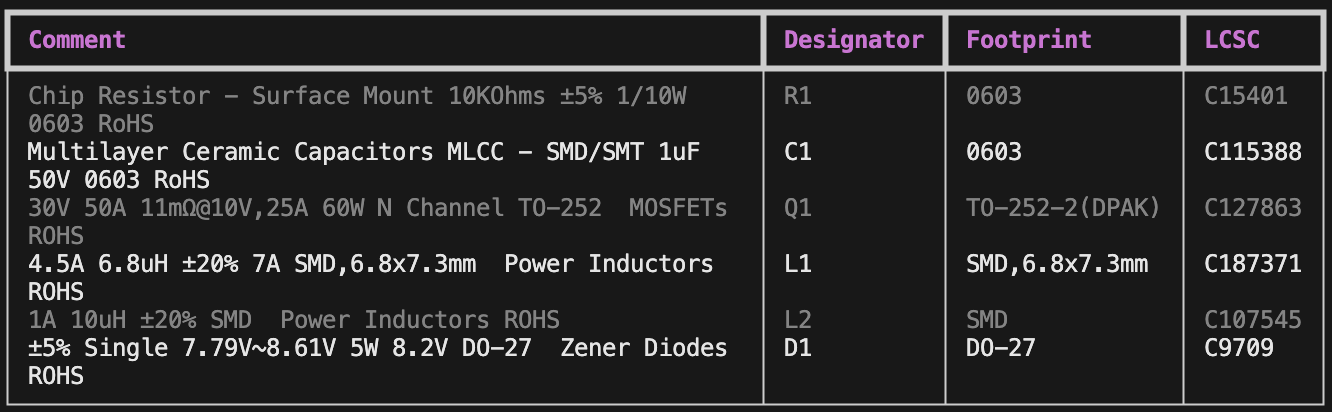 Comment Designator Footprint LCSC
Chip Resistor – Surface Mount 10KOhms ±5% 1/10W R1 0603 C15401
0603 RoHS
Multilayer Ceramic Capacitors MLCC – SMD/SMT 1uF C1 0603 C115388
50V 0603 RoHS
30V 50A 11mΩ@10V,25A 60W N Channel TO–252  MOSFETs Q1 TO–252–2(DPAK) C127863
ROHS
4.5A 6.8uH ±20% 7A SMD,6.8x7.3mm  Power Inductors L1 SMD,6.8x7.3mm C187371
ROHS
1A 10uH ±20% SMD  Power Inductors ROHS L2 SMD C107545
±5% Single 7.79V~8.61V 5W 8.2V DO–27  Zener Diodes D1 DO–27 C9709
ROHS